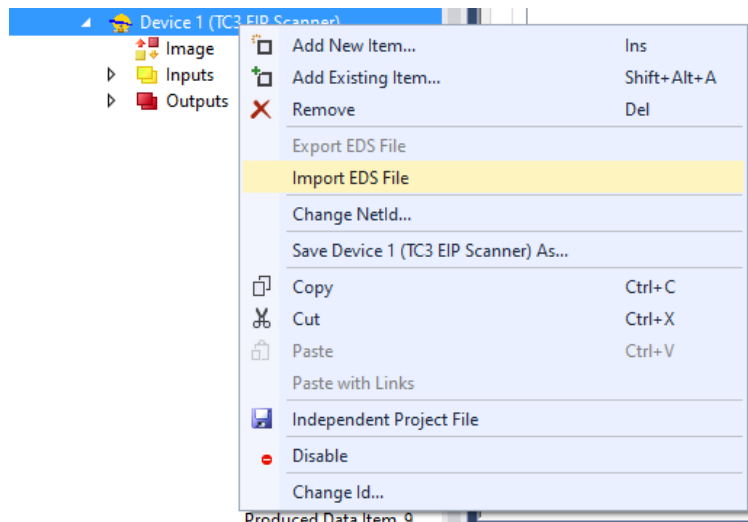 Device 1 (TC3 EIP Scanner)
Image
Inputs
Outputs
Add New Item... Ins
Add Existing Item... Shift+Alt+A
Remove Del
Export EDS File
Import EDS File
Change NetId...
Save Device 1 (TC3 EIP Scanner) As...
Copy Ctrl+C
Cut Ctrl+X
Paste Ctrl+V
Paste with Links
Independent Project File
Disable
Change Id...
Produced Data Item 9